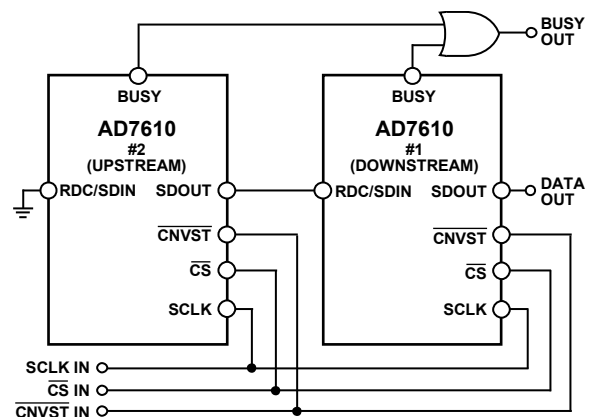 BUSY
OUT
BUSY
BUSY
AD7610
#2
(UPSTREAM)
AD7610
#1
(DOWNSTREAM)
RDC/SDIN
SDOUT
RDC/SDIN
SDOUT
DATA
OUT
CNVST
CNVST
CS
CS
SCLK
SCLK
SCLK IN
CS IN
CNVST IN